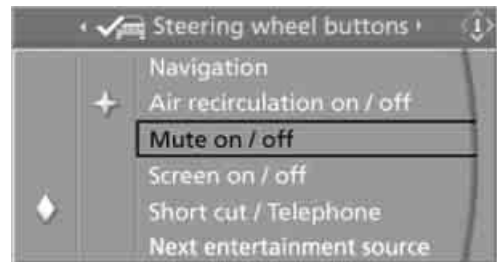 Steering wheel buttons
Navigation
Air recirculation on / off
Mute on / off
Screen on / off
Short cut / Telephone
Next entertainment source